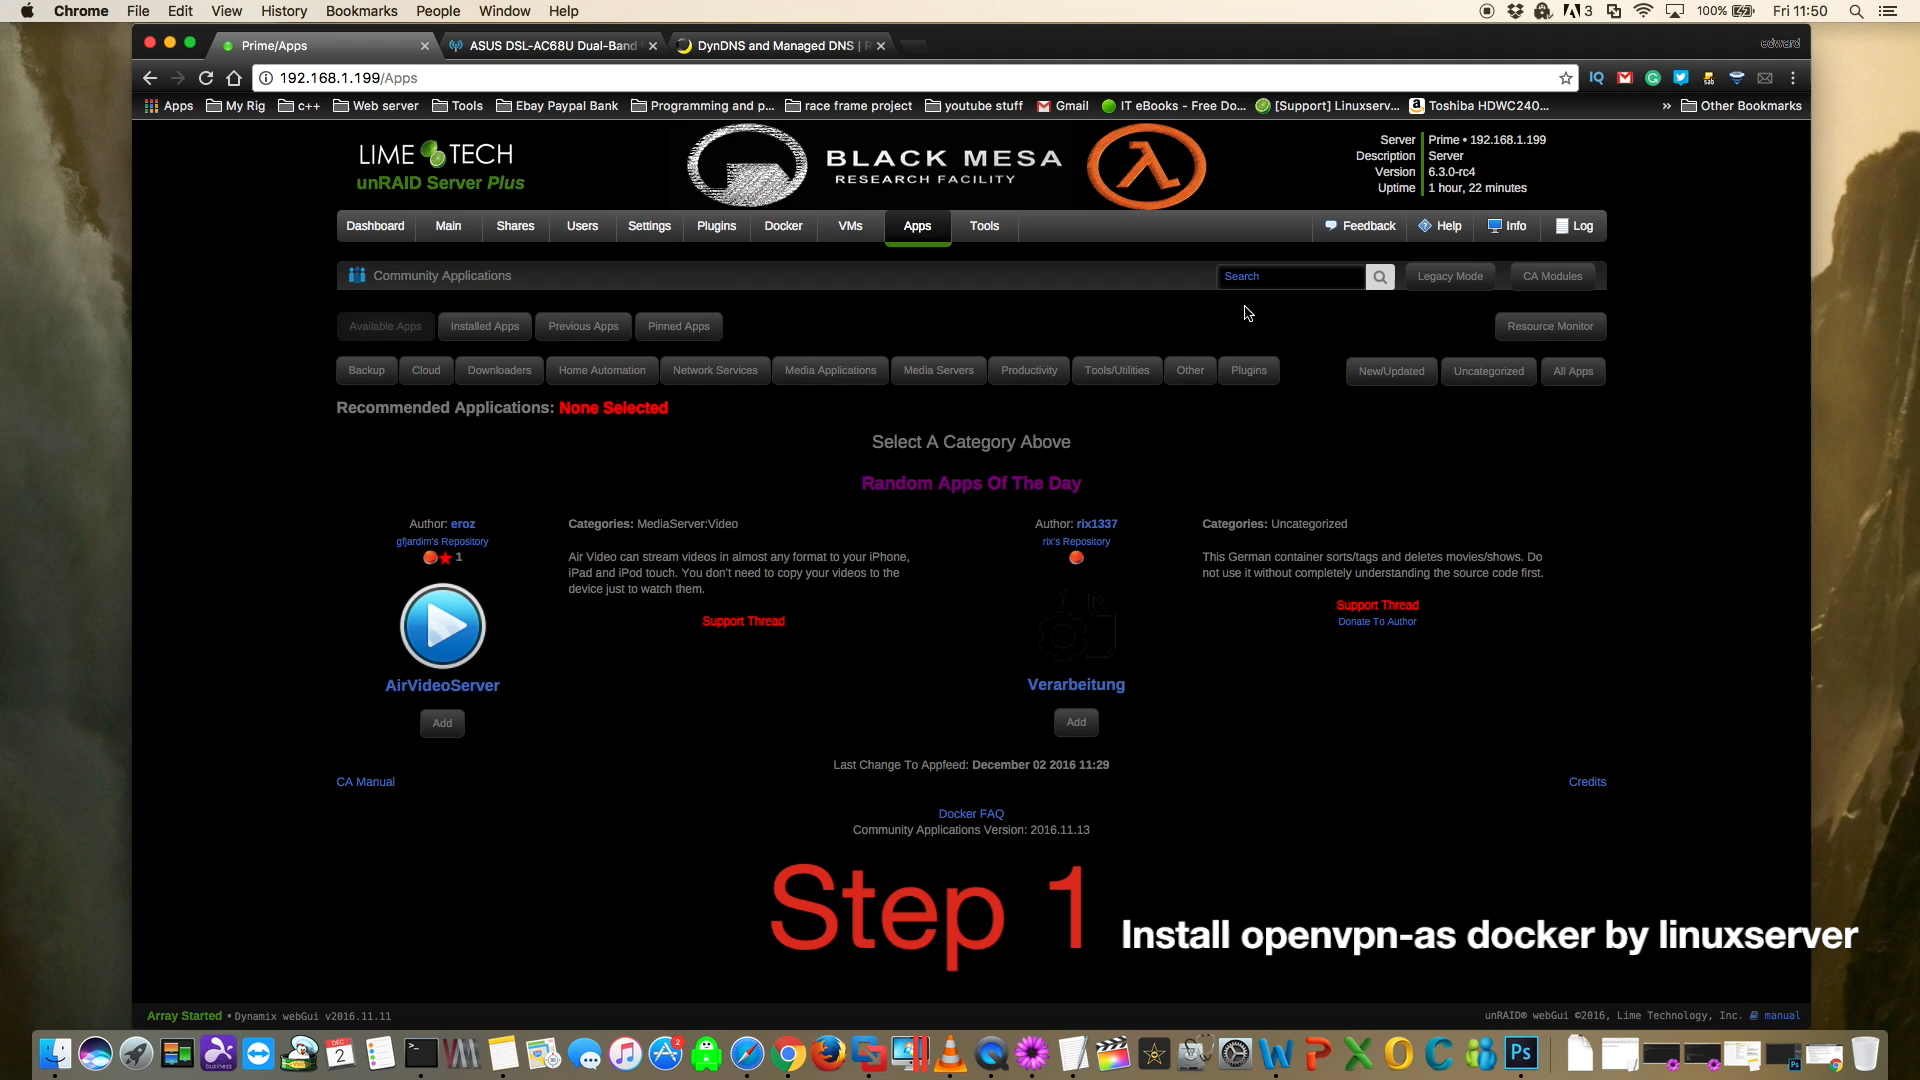 Chrome File Edit View History Bookmarks People Window Help
3 100% Fri 11:50
Prime/Apps ASUS DSL-AC68U Dual-Band DynDNS and Managed DNS | edward
192.168.1.199/Apps
Apps My Rig c++ Web server Tools Ebay Paypal Bank Programming and p... race frame project youtube stuff Gmail IT eBooks - Free Do... [Support] Linuxserv... Toshiba HDWC240... » Other Bookmarks
LIME TECH
unRAID Server Plus
BLACK MESA
RESEARCH FACILITY
Server Prime • 192.168.1.199
Description Server
Version 6.3.0-rc4
Uptime 1 hour, 22 minutes
Dashboard Main Shares Users Settings Plugins Docker VMs Apps Tools Feedback Help Info Log
Community Applications Search Legacy Mode CA Modules
Available Apps Installed Apps Previous Apps Pinned Apps Resource Monitor
Backup Cloud Downloaders Home Automation Network Services Media Applications Media Servers Productivity Tools/Utilities Other Plugins New/Updated Uncategorized All Apps
Recommended Applications: None Selected
Select A Category Above
Random Apps Of The Day
Author: eroz
gfjardim's Repository
1
AirVideoServer
Add
Categories: MediaServer:Video
Air Video can stream videos in almost any format to your iPhone,
iPad and iPod touch. You don't need to copy your videos to the
device just to watch them.
Support Thread
Author: rix1337
rix's Repository
Verarbeitung
Add
Categories: Uncategorized
This German container sorts/tags and deletes movies/shows. Do
not use it without completely understanding the source code first.
Support Thread
Donate To Author
Last Change To Appfeed: December 02 2016 11:29
CA Manual Credits
Docker FAQ
Community Applications Version: 2016.11.13
Step 1 Install openvpn-as docker by linuxserver
Array Started • Dynamix webGui v2016.11.11
unRAID® webGui ©2016, Lime Technology, Inc. manual